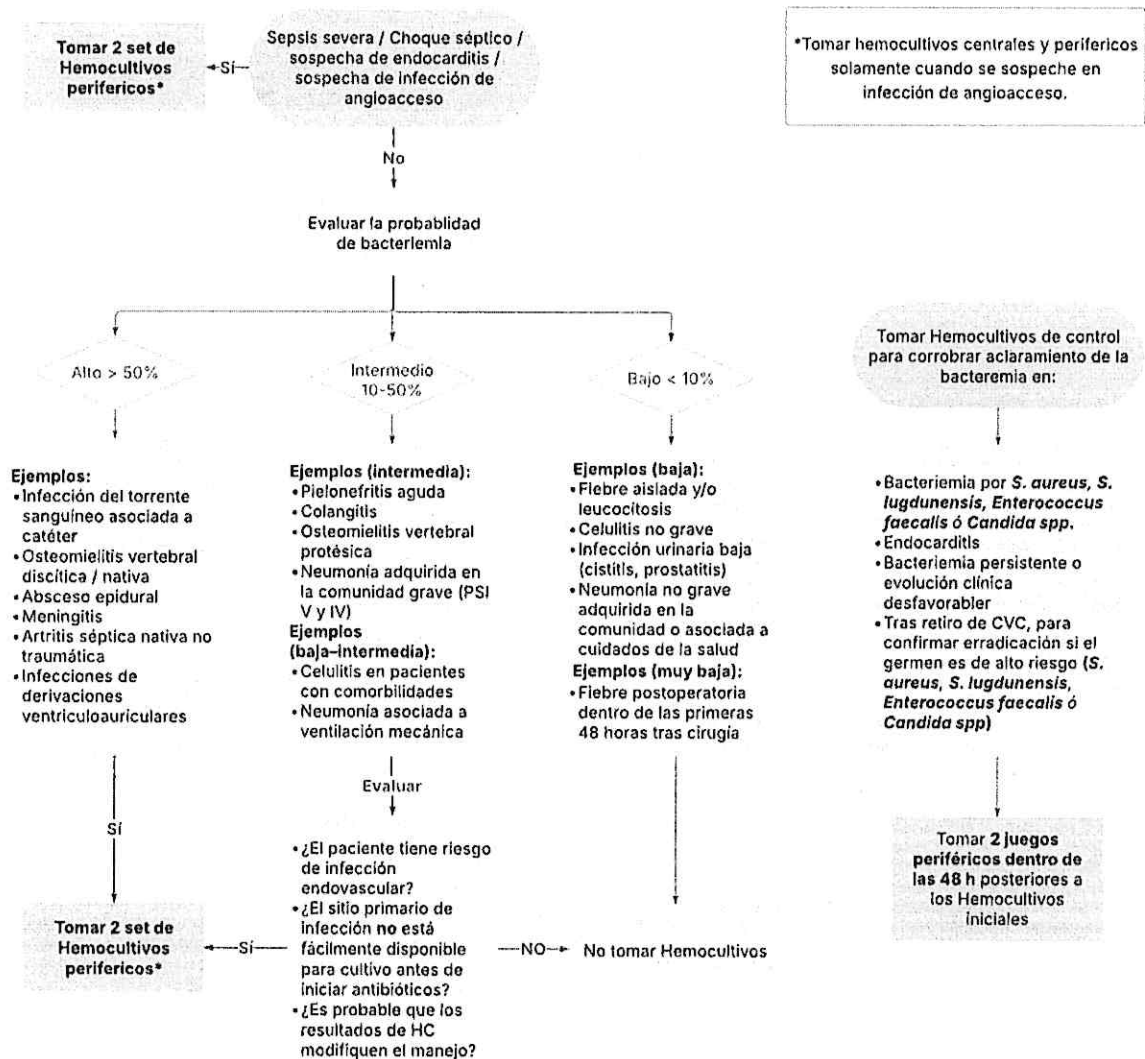 Tomar 2 set de
Hemocultivos
perifericos*
Sí
Sepsis severa / Choque séptico /
sospecha de endocarditis /
sospecha de infección de
angioacceso
*Tomar hemocultivos centrales y perifericos
solamente cuando se sospeche en
infección de angioacceso.
No
Evaluar la probablidad
de bacteriemia
Alto > 50%
Intermedio
10-50%
Bajo < 10%
Tomar Hemocultivos de control
para corrobrar aclaramiento de la
bacteremia en:
Ejemplos:
• Infección del torrente
sanguíneo asociada a
catéter
• Osteomielitis vertebral
discítica / nativa
• Absceso epidural
• Meningitis
• Artritis séptica nativa no
traumática
• Infecciones de
derivaciones
ventriculoauriculares
Ejemplos (intermedia):
• Pielonefritis aguda
• Colangitis
• Osteomielitis vertebral
protésica
• Neumonía adquirida en
la comunidad grave (PSI
V y IV)
Ejemplos
(baja–intermedia):
• Celulitis en pacientes
con comorbilidades
• Neumonía asociada a
ventilación mecánica
Ejemplos (baja):
• Fiebre aislada y/o
leucocitosis
• Celulitis no grave
• Infección urinaria baja
(cistitis, prostatitis)
• Neumonía no grave
adquirida en la
comunidad o asociada a
cuidados de la salud
Ejemplos (muy baja):
• Fiebre postoperatoria
dentro de las primeras
48 horas tras cirugía
• Bacteriemia por S. aureus, S.
lugdunensis, Enterococcus
faecalis ó Candida spp.
• Endocarditis
• Bacteriemia persistente o
evolución clínica
desfavorabler
• Tras retiro de CVC, para
confirmar erradicación si el
germen es de alto riesgo (S.
aureus, S. lugdunensis,
Enterococcus faecalis ó
Candida spp)
Sí
Evaluar
• ¿El paciente tiene riesgo
de infección
endovascular?
• ¿El sitio primario de
infección no está
fácilmente disponible
para cultivo antes de
iniciar antibióticos?
• ¿Es probable que los
resultados de HC
modifiquen el manejo?
Tomar 2 set de
Hemocultivos
perifericos*
Sí
NO
No tomar Hemocultivos
Tomar 2 juegos
periféricos dentro de
las 48 h posteriores a
los Hemocultivos
iniciales